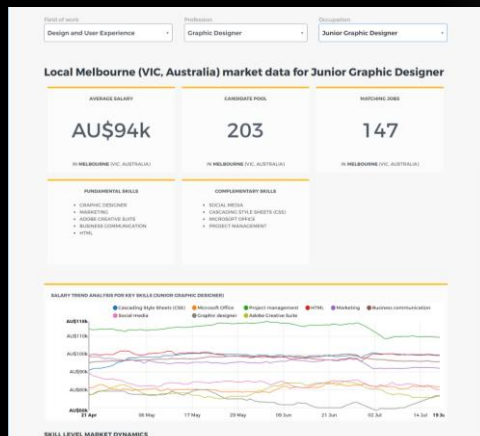 Field of work
Profession
Occupation
Design and User Experience
Graphic Designer
Junior Graphic Designer
Local Melbourne (VIC, Australia) market data for Junior Graphic Designer
AVERAGE SALARY
AU$94k
IN MELBOURNE (VIC, AUSTRALIA)
CANDIDATE POOL
203
IN MELBOURNE (VIC, AUSTRALIA)
MATCHING JOBS
147
IN MELBOURNE (VIC, AUSTRALIA)
FUNDAMENTAL SKILLS
GRAPHIC DESIGNER
MARKETING
ADOBE CREATIVE SUITE
BUSINESS COMMUNICATION
HTML
COMPLEMENTARY SKILLS
SOCIAL MEDIA
CASCADING STYLE SHEETS (CSS)
MICROSOFT OFFICE
PROJECT MANAGEMENT
SALARY TREND ANALYSIS FOR KEY SKILLS (JUNIOR GRAPHIC DESIGNER)
Cascading Style Sheets (CSS) Microsoft Office Project management HTML Marketing Business communication
Social media Graphic designer Adobe Creative Suite
AU$110k
AU$100k
21 Apr 06 May 17 May 29 May 09 Jun 21 Jun 02 Jul 14 Jul
SKILL LEVEL MARKET DYNAMICS